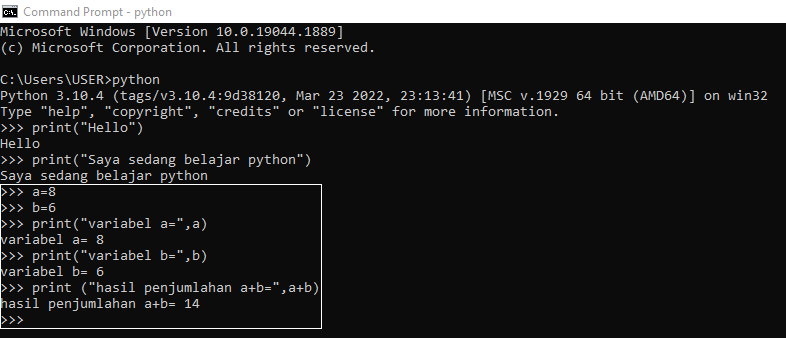 Command Prompt - python
Microsoft Windows [Version 10.0.19044.1889]
(c) Microsoft Corporation. All rights reserved.
C:\Users\USER>python
Python 3.10.4 (tags/v3.10.4:9d38120, Mar 23 2022, 23:13:41) [MSC v.1929 64 bit (AMD64)] on win32
Type "help", "copyright", "credits" or "license" for more information.
>>> print("Hello")
Hello
>>> print("Saya sedang belajar python")
Saya sedang belajar python
>>> a=8
>>> b=6
>>> print("variabel a=",a)
variabel a= 8
>>> print("variabel b=",b)
variabel b= 6
>>> print ("hasil penjumlahan a+b=",a+b)
hasil penjumlahan a+b= 14
>>>